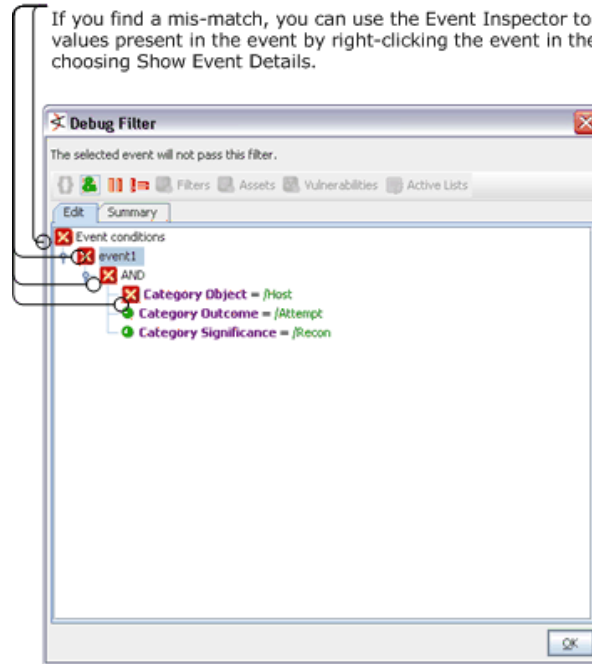 If you find a mis-match, you can use the Event Inspector to
values present in the event by right-clicking the event in the
choosing Show Event Details.
Debug Filter
The selected event will not pass this filter.
Filters Assets Vulnerabilities Active Lists
Edit Summary
Event conditions
event1
AND
Category Object = /Host
Category Outcome = /Attempt
Category Significance = /Recon
OK